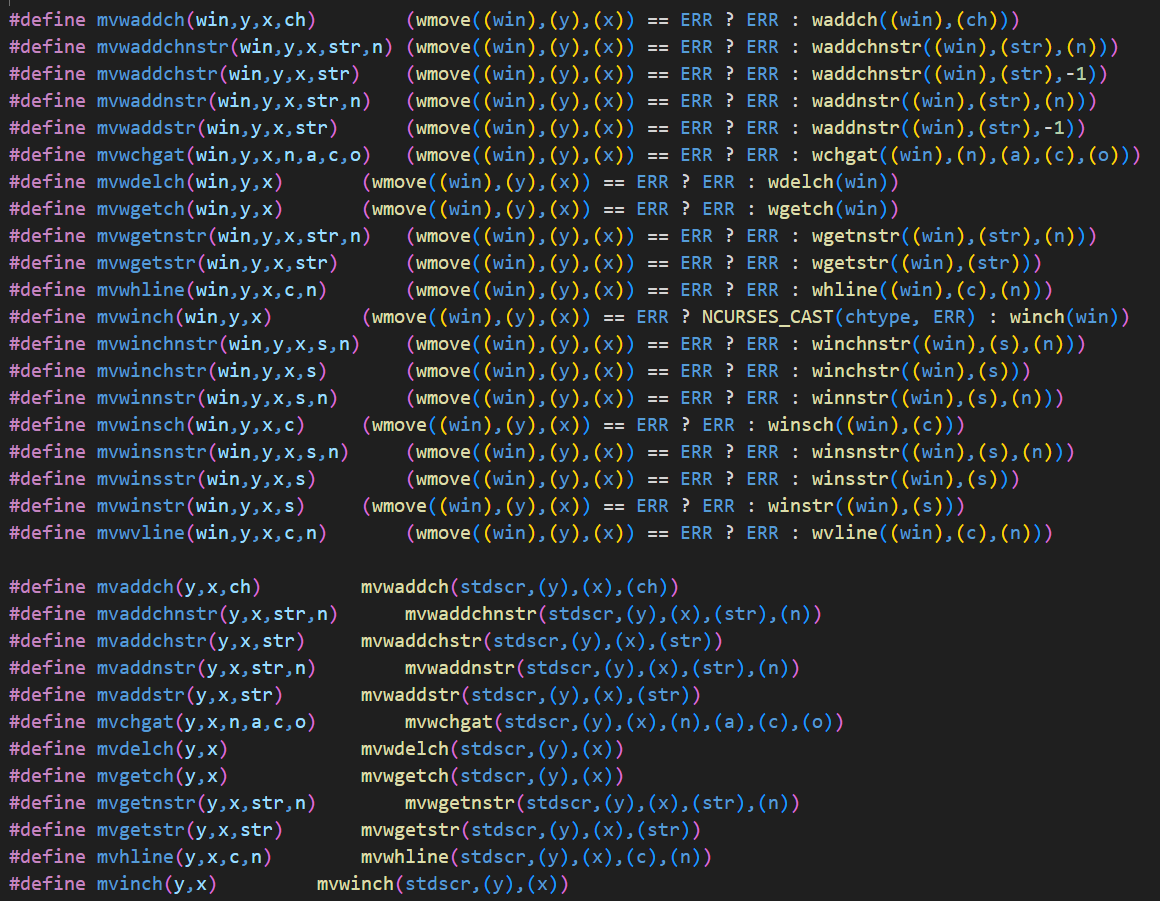 #define mvwaddch(win,y,x,ch)        (wmove((win),(y),(x)) == ERR ? ERR : waddch((win),(ch)))
#define mvwaddchnstr(win,y,x,str,n) (wmove((win),(y),(x)) == ERR ? ERR : waddchnstr((win),(str),(n)))
#define mvwaddchstr(win,y,x,str)    (wmove((win),(y),(x)) == ERR ? ERR : waddchnstr((win),(str),-1))
#define mvwaddnstr(win,y,x,str,n)   (wmove((win),(y),(x)) == ERR ? ERR : waddnstr((win),(str),(n)))
#define mvwaddstr(win,y,x,str)      (wmove((win),(y),(x)) == ERR ? ERR : waddnstr((win),(str),-1))
#define mvwchgat(win,y,x,n,a,c,o)   (wmove((win),(y),(x)) == ERR ? ERR : wchgat((win),(n),(a),(c),(o)))
#define mvwdelch(win,y,x)       (wmove((win),(y),(x)) == ERR ? ERR : wdelch(win))
#define mvwgetch(win,y,x)       (wmove((win),(y),(x)) == ERR ? ERR : wgetch(win))
#define mvwgetnstr(win,y,x,str,n)   (wmove((win),(y),(x)) == ERR ? ERR : wgetnstr((win),(str),(n)))
#define mvwgetstr(win,y,x,str)      (wmove((win),(y),(x)) == ERR ? ERR : wgetstr((win),(str)))
#define mvwhline(win,y,x,c,n)       (wmove((win),(y),(x)) == ERR ? ERR : whline((win),(c),(n)))
#define mvwinch(win,y,x)        (wmove((win),(y),(x)) == ERR ? NCURSES_CAST(chtype, ERR) : winch(win))
#define mvwinchnstr(win,y,x,s,n)    (wmove((win),(y),(x)) == ERR ? ERR : winchnstr((win),(s),(n)))
#define mvwinchstr(win,y,x,s)       (wmove((win),(y),(x)) == ERR ? ERR : winchstr((win),(s)))
#define mvwinnstr(win,y,x,s,n)      (wmove((win),(y),(x)) == ERR ? ERR : winnstr((win),(s),(n)))
#define mvwinsch(win,y,x,c)     (wmove((win),(y),(x)) == ERR ? ERR : winsch((win),(c)))
#define mvwinsnstr(win,y,x,s,n)     (wmove((win),(y),(x)) == ERR ? ERR : winsnstr((win),(s),(n)))
#define mvwinsstr(win,y,x,s)        (wmove((win),(y),(x)) == ERR ? ERR : winsstr((win),(s)))
#define mvwinstr(win,y,x,s)     (wmove((win),(y),(x)) == ERR ? ERR : winstr((win),(s)))
#define mvwvline(win,y,x,c,n)       (wmove((win),(y),(x)) == ERR ? ERR : wvline((win),(c),(n)))

#define mvaddch(y,x,ch)         mvwaddch(stdscr,(y),(x),(ch))
#define mvaddchnstr(y,x,str,n)      mvwaddchnstr(stdscr,(y),(x),(str),(n))
#define mvaddchstr(y,x,str)     mvwaddchstr(stdscr,(y),(x),(str))
#define mvaddnstr(y,x,str,n)        mvwaddnstr(stdscr,(y),(x),(str),(n))
#define mvaddstr(y,x,str)       mvwaddstr(stdscr,(y),(x),(str))
#define mvchgat(y,x,n,a,c,o)        mvwchgat(stdscr,(y),(x),(n),(a),(c),(o))
#define mvdelch(y,x)            mvwdelch(stdscr,(y),(x))
#define mvgetch(y,x)            mvwgetch(stdscr,(y),(x))
#define mvgetnstr(y,x,str,n)        mvwgetnstr(stdscr,(y),(x),(str),(n))
#define mvgetstr(y,x,str)       mvwgetstr(stdscr,(y),(x),(str))
#define mvhline(y,x,c,n)        mvwhline(stdscr,(y),(x),(c),(n))
#define mvinch(y,x)         mvwinch(stdscr,(y),(x))